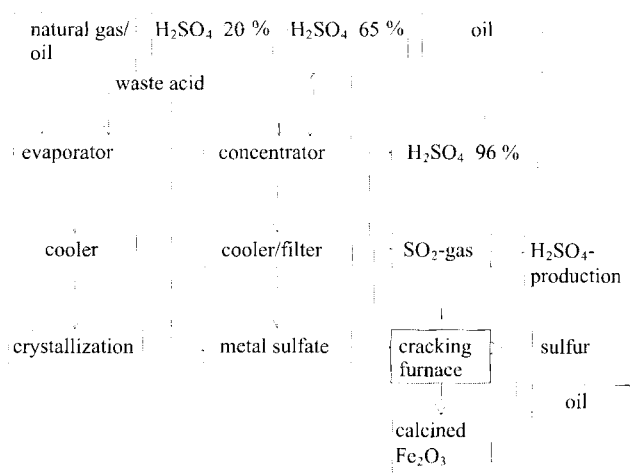 natural gas/ H₂SO₄ 20 % H₂SO₄ 65 % oil
oil
waste acid
evaporator concentrator H₂SO₄ 96 %
cooler cooler/filter SO₂-gas H₂SO₄-
production
crystallization metal sulfate cracking sulfur
furnace
oil
calcined
Fe₂O₃